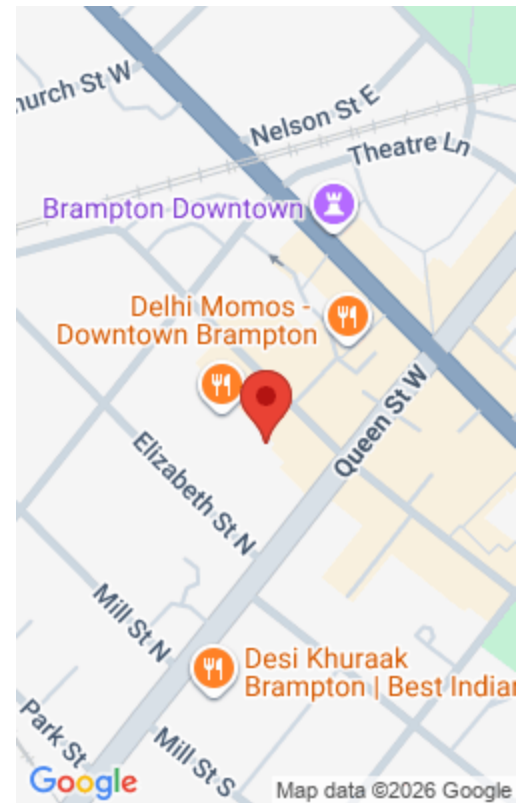 hurch St W
Nelson St E
Theatre Ln
Brampton Downtown
Delhi Momos -
Downtown Brampton
Queen St W
Elizabeth St N
Mill St N
Desi Khuraak
Brampton | Best Indian
Park St
Mill St S
Google
Map data ©2026 Google